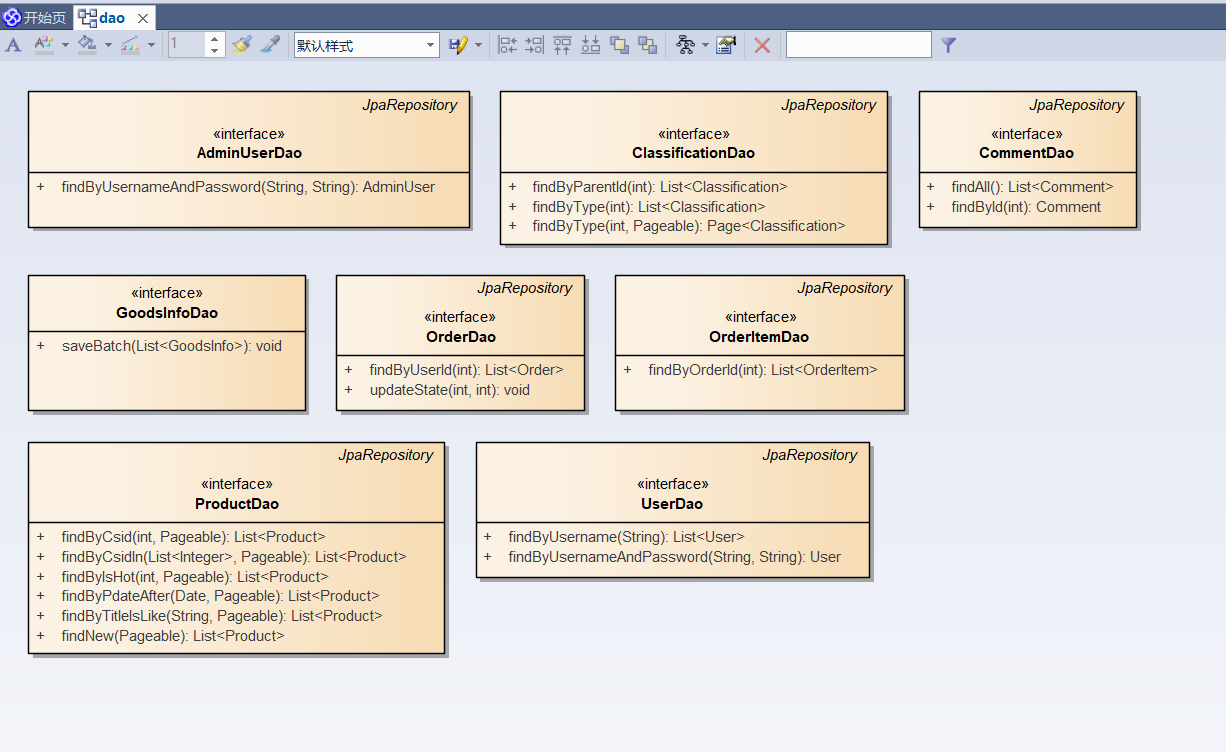 开始页 dao
1 默认样式
JpaRepository
«interface»
AdminUserDao
+ findByUsernameAndPassword(String, String): AdminUser
JpaRepository
«interface»
ClassificationDao
+ findByParentId(int): List<Classification>
+ findByType(int): List<Classification>
+ findByType(int, Pageable): Page<Classification>
JpaRepository
«interface»
CommentDao
+ findAll(): List<Comment>
+ findById(int): Comment
«interface»
GoodsInfoDao
+ saveBatch(List<GoodsInfo>): void
JpaRepository
«interface»
OrderDao
+ findByUserId(int): List<Order>
+ updateState(int, int): void
JpaRepository
«interface»
OrderItemDao
+ findByOrderId(int): List<OrderItem>
JpaRepository
«interface»
ProductDao
+ findByCsid(int, Pageable): List<Product>
+ findByCsidIn(List<Integer>, Pageable): List<Product>
+ findByIsHot(int, Pageable): List<Product>
+ findByPdateAfter(Date, Pageable): List<Product>
+ findByTitleIsLike(String, Pageable): List<Product>
+ findNew(Pageable): List<Product>
JpaRepository
«interface»
UserDao
+ findByUsername(String): List<User>
+ findByUsernameAndPassword(String, String): User